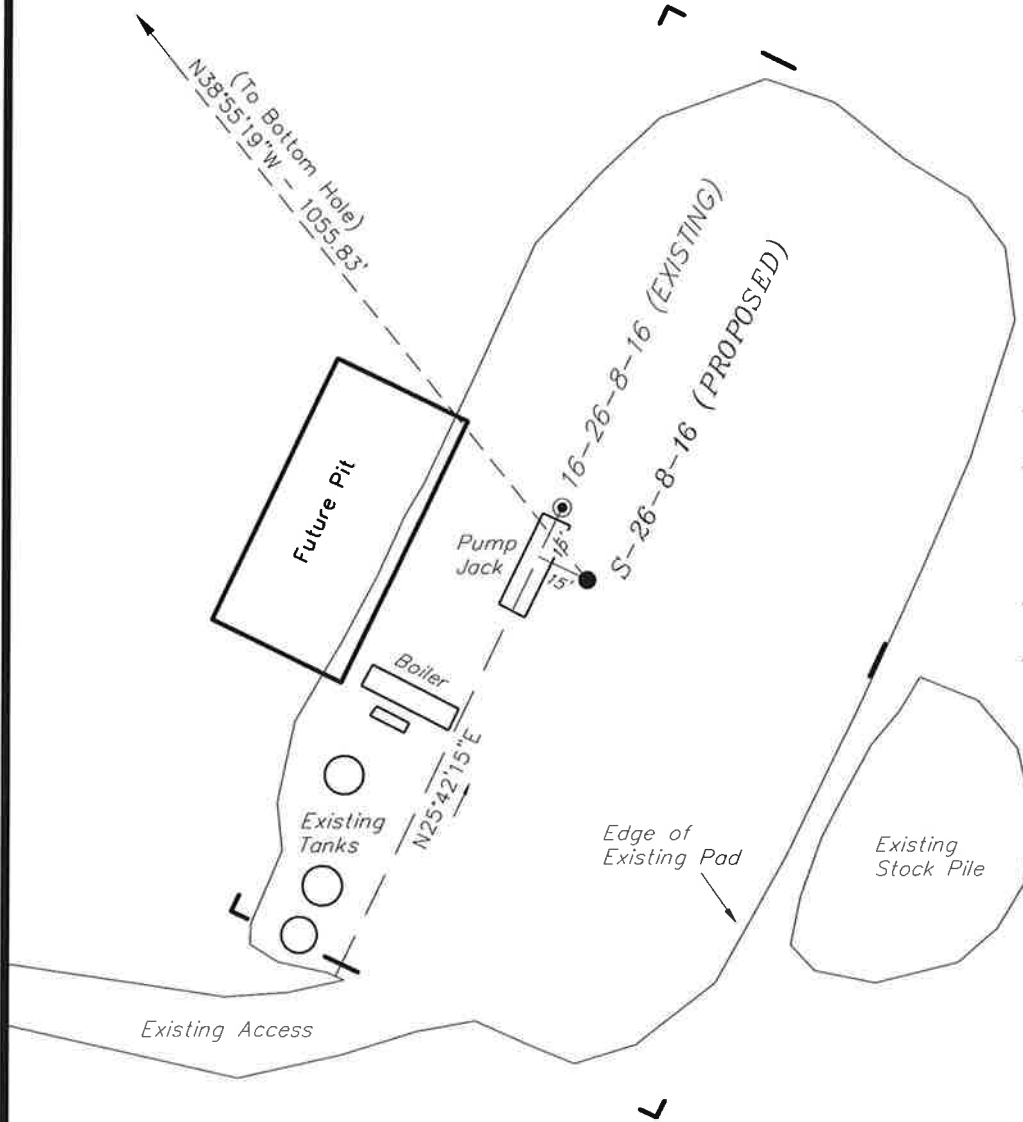 (To Bottom Hole)
N38°55'19"W - 1055.83'
16-26-8-16 (EXISTING)
S-26-8-16 (PROPOSED)
Future Pit
Pump
Jack
15'
15'
Boiler
N25°42'15"E
Existing
Tanks
Edge of
Existing Pad
Existing
Stock Pile
Existing Access